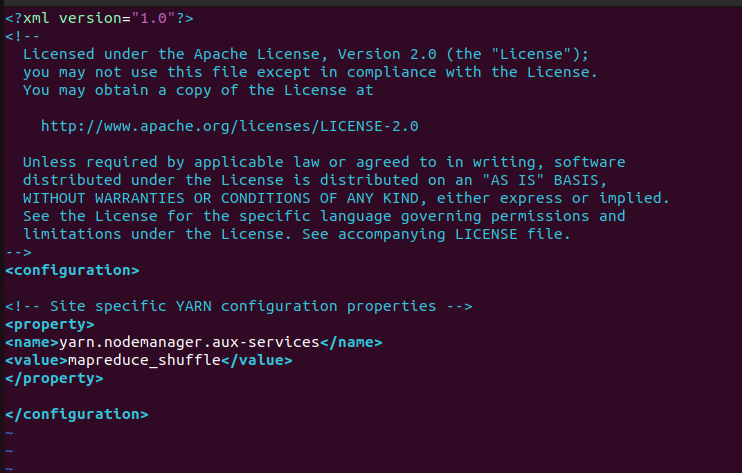 <?xml version="1.0"?>
<!--
  Licensed under the Apache License, Version 2.0 (the "License");
  you may not use this file except in compliance with the License.
  You may obtain a copy of the License at

    http://www.apache.org/licenses/LICENSE-2.0

  Unless required by applicable law or agreed to in writing, software
  distributed under the License is distributed on an "AS IS" BASIS,
  WITHOUT WARRANTIES OR CONDITIONS OF ANY KIND, either express or implied.
  See the License for the specific language governing permissions and
  limitations under the License. See accompanying LICENSE file.
-->
<configuration>

<!-- Site specific YARN configuration properties -->
<property>
<name>yarn.nodemanager.aux-services</name>
<value>mapreduce_shuffle</value>
</property>

</configuration>
~
~
~